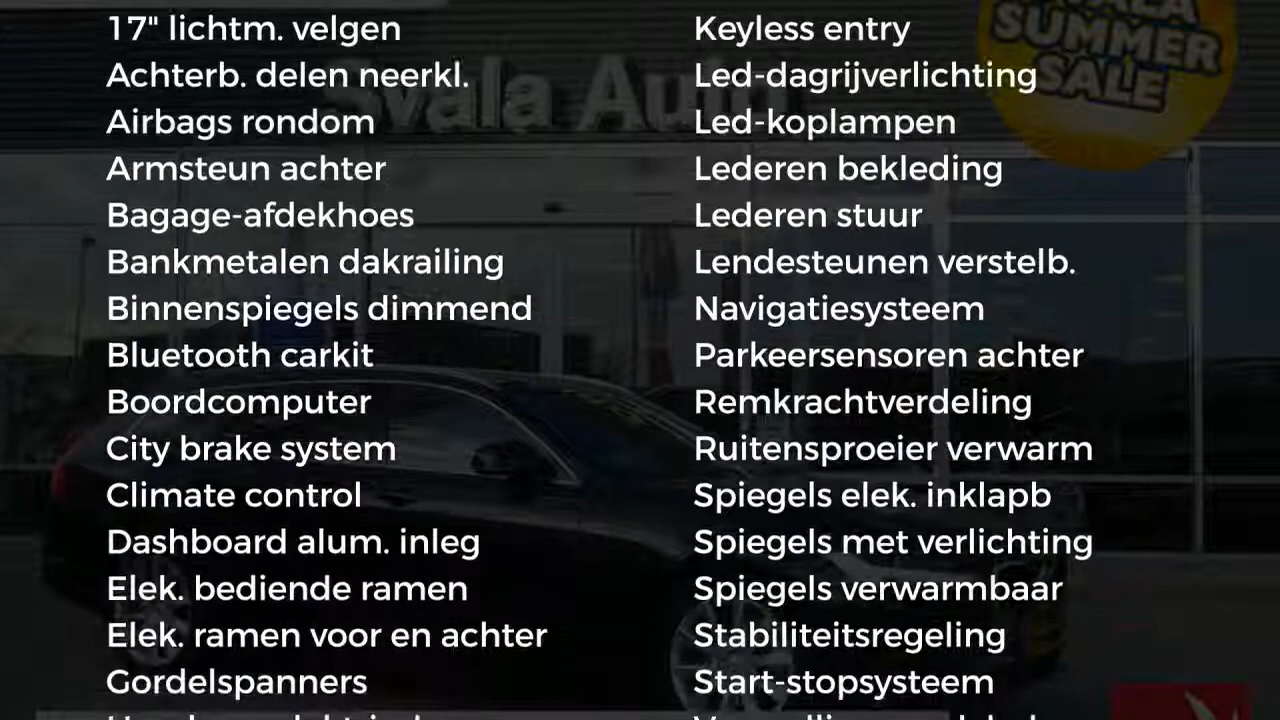 17" lichtm. velgen
Achterb. delen neerkl.
Airbags rondom
Armsteun achter
Bagage-afdekhoes
Bankmetalen dakrailing
Binnenspiegels dimmend
Bluetooth carkit
Boordcomputer
City brake system
Climate control
Dashboard alum. inleg
Elek. bediende ramen
Elek. ramen voor en achter
Gordelspanners
Keyless entry
Led-dagrijverlichting
Led-koplampen
Lederen bekleding
Lederen stuur
Lendesteunen verstelb.
Navigatiesysteem
Parkeersensoren achter
Remkrachtverdeling
Ruitensproeier verwarm
Spiegels elek. inklapb
Spiegels met verlichting
Spiegels verwarmbaar
Stabiliteitsregeling
Start-stopsysteem
SUMMER
SALE